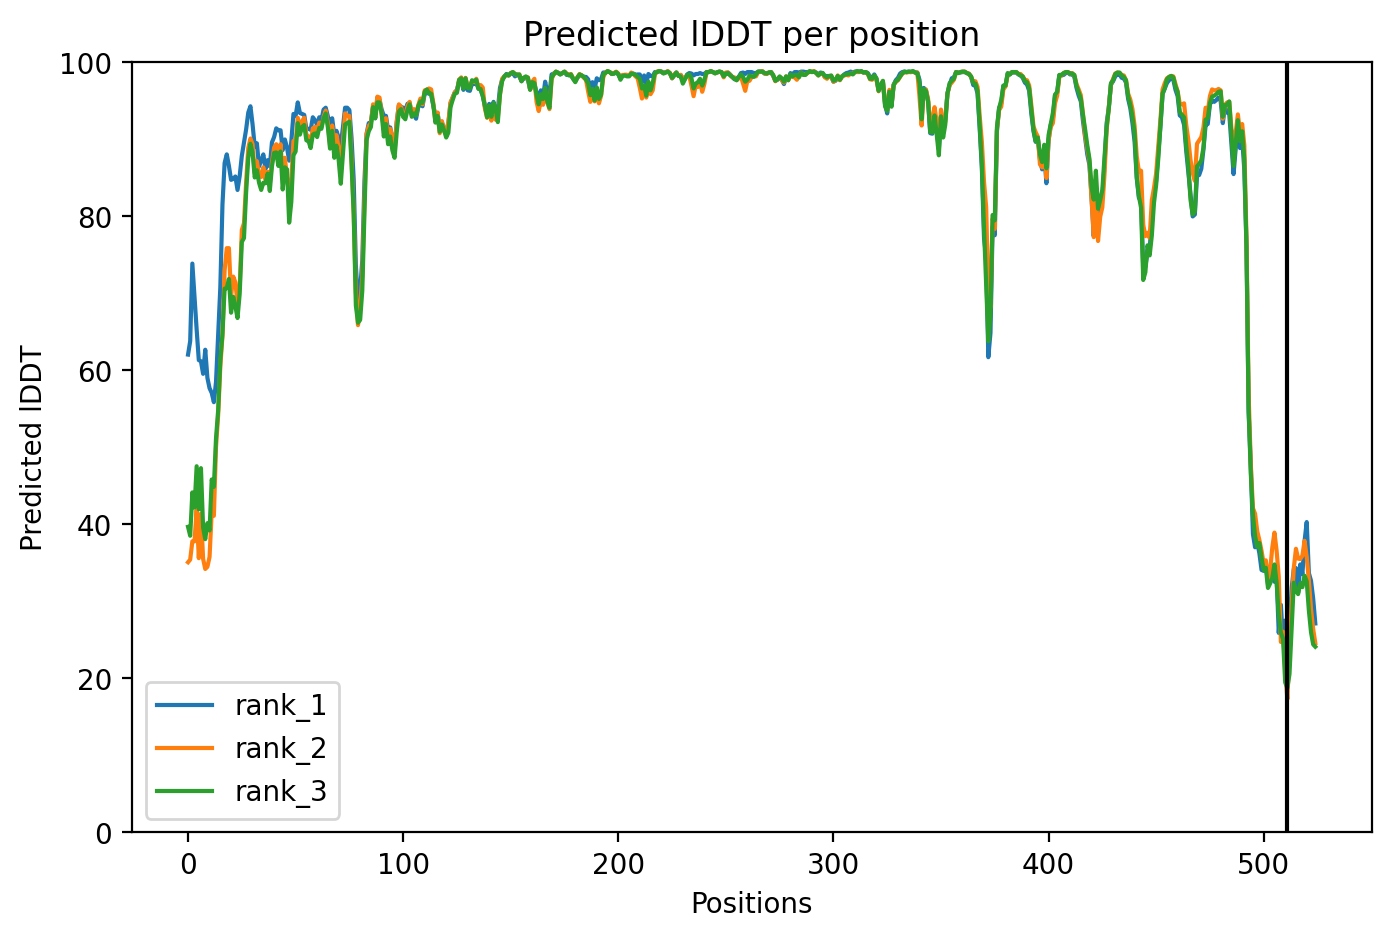 Predicted lDDT per position
Predicted lDDT
100
80
60
40
20
0
rank_1
rank_2
rank_3
0 100 200 300 400 500
Positions